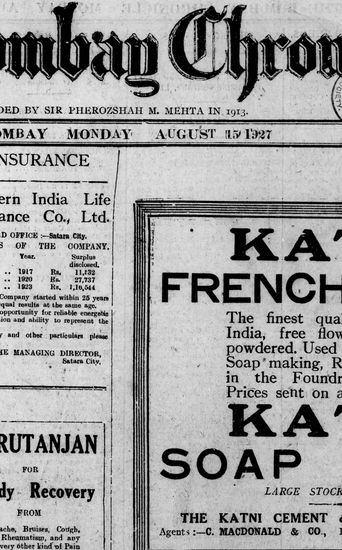 ombay Chron
DED BY SIR PHEROZSHAH M. MEHTA IN 1913.
OMBAY MONDAY AUGUST 15 1927
NSURANCE
ern India Life
ance Co., Ltd.
D OFFICE :—Satara City.
S OF THE COMPANY.
Year. Surplus
disclosed.
.. 1917 Rs. 11,132
.. 1920 Rs. 27,737
.. 1923 Rs. 1,10,544
Company started within 25 years
equal results at the same age.
opportunity for reliable energetic
ion and ability to represent the
y and other particulars please
HE MANAGING DIRECTOR,
Satara City.
RUTANJAN
FOR
dy Recovery
FROM
ache, Bruises, Cough,
Rheumatism, and any
very other kind of Pain
KAT
FRENCH
The finest qua
India, free flow
powdered. Used
Soap making, R
in the Foundr
Prices sent on a
KAT
SOAP
LARGE STOCK
THE KATNI CEMENT &
Agents :—C. MACDONALD & CO.,